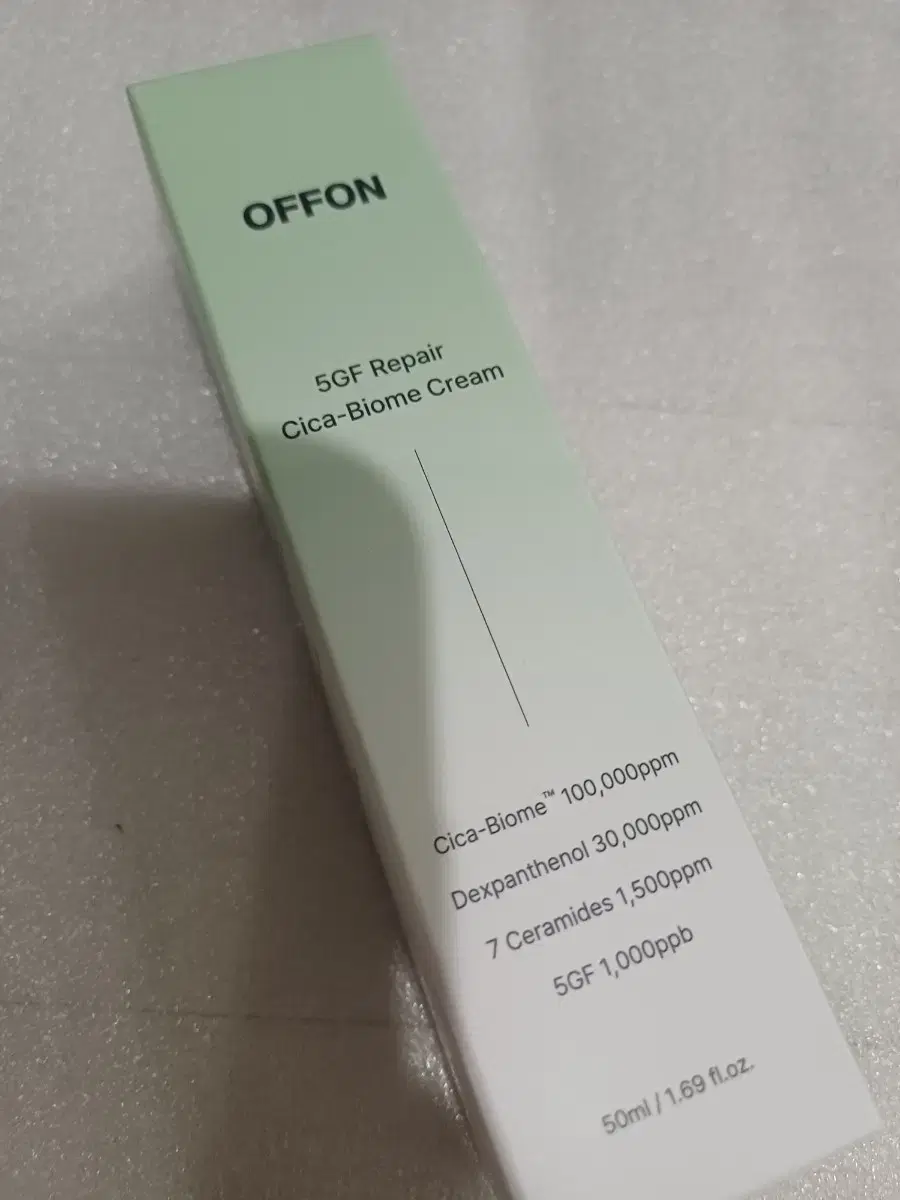 OFFON
5GF Repair
Cica-Biome Cream
Cica-Biome™ 100,000ppm
Dexpanthenol 30,000ppm
7 Ceramides 1,500ppm
5GF 1,000ppb
50ml / 1.69 fl.oz.